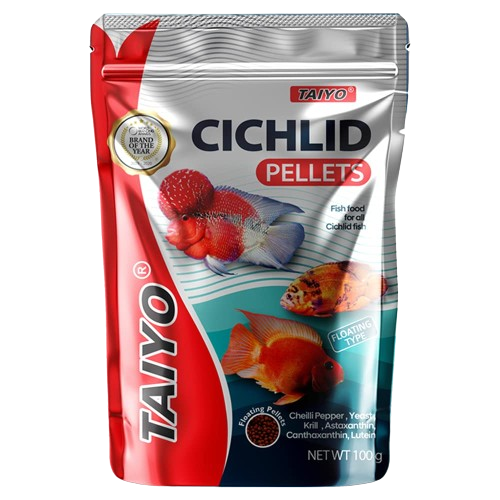 TAIYO®
CICHLID
PELLETS
BRAND
OF THE
YEAR
Fish food
for all
Cichlid fish
TAIYO®
FLOATING
TYPE
Floating Pellets
Cheilli Pepper, Yeast,
Krill , Astaxanthin,
Canthaxanthin, Lutein
NET WT 100 g